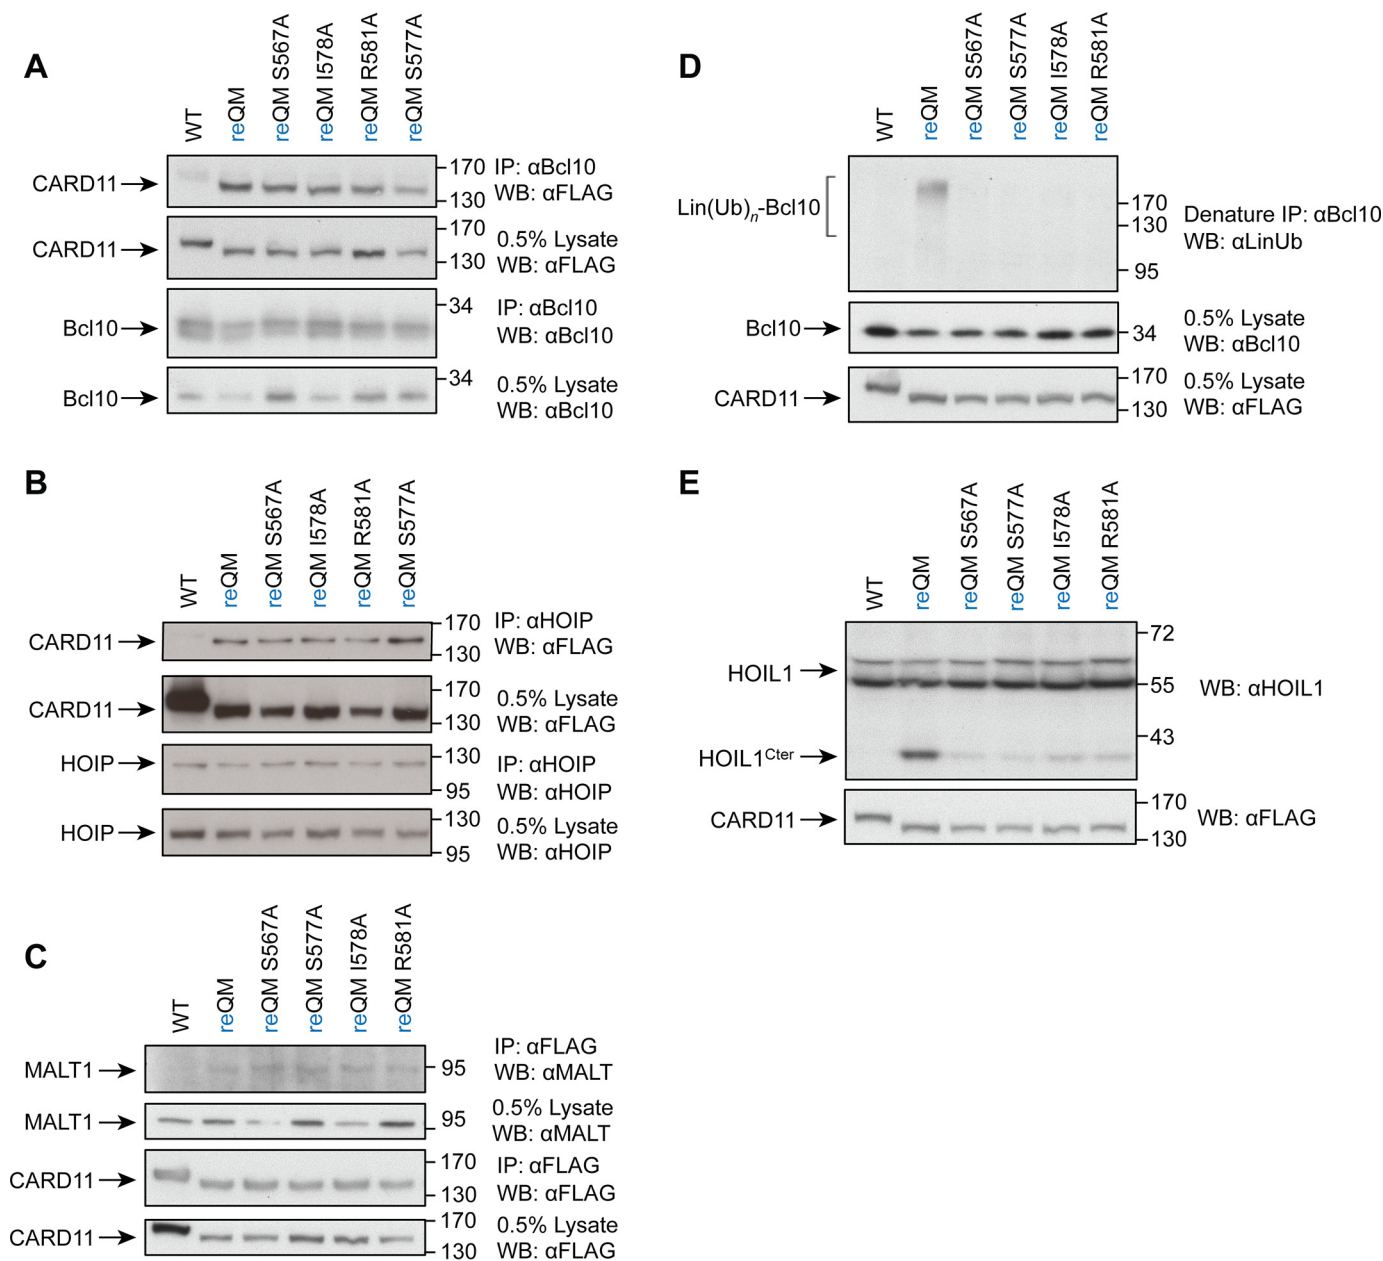 A
WT
reQM
reQM S567A
reQM I578A
reQM R581A
reQM S577A
CARD11
170
130
IP: αBcl10
WB: αFLAG
CARD11
170
130
0.5% Lysate
WB: αFLAG
Bcl10
34
IP: αBcl10
WB: αBcl10
Bcl10
34
0.5% Lysate
WB: αBcl10
B
WT
reQM
reQM S567A
reQM I578A
reQM R581A
reQM S577A
CARD11
170
130
IP: αHOIP
WB: αFLAG
CARD11
170
130
0.5% Lysate
WB: αFLAG
HOIP
130
95
IP: αHOIP
WB: αHOIP
HOIP
130
95
0.5% Lysate
WB: αHOIP
C
WT
reQM
reQM S567A
reQM S577A
reQM I578A
reQM R581A
MALT1
95
IP: αFLAG
WB: αMALT
MALT1
95
0.5% Lysate
WB: αMALT
CARD11
170
130
IP: αFLAG
WB: αFLAG
CARD11
170
130
0.5% Lysate
WB: αFLAG
D
WT
reQM
reQM S567A
reQM S577A
reQM I578A
reQM R581A
Lin(Ub)n-Bcl10
170
130
95
Denature IP: αBcl10
WB: αLinUb
Bcl10
34
0.5% Lysate
WB: αBcl10
CARD11
170
130
0.5% Lysate
WB: αFLAG
E
WT
reQM
reQM S567A
reQM S577A
reQM I578A
reQM R581A
HOIL1
HOIL1Cter
72
55
43
WB: αHOIL1
CARD11
170
130
WB: αFLAG